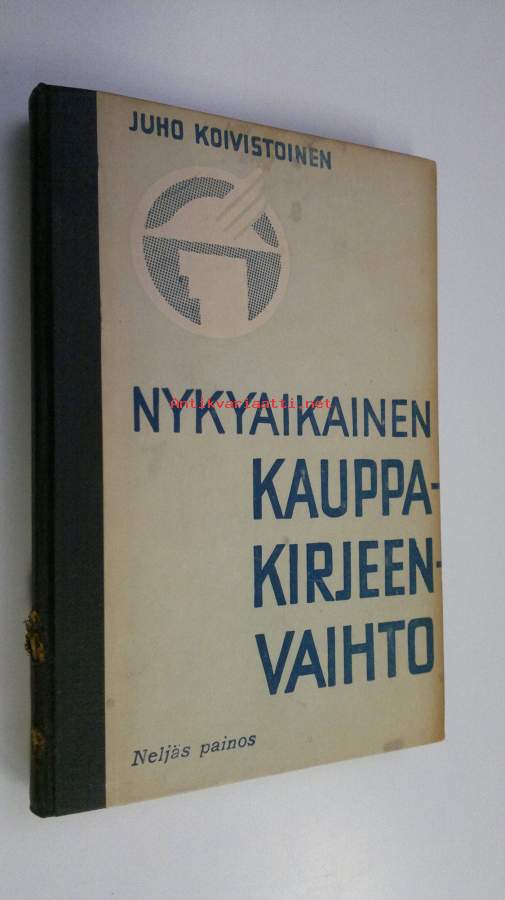 JUHO KOIVISTOINEN
NYKYAIKAINEN
Antikvariaatti.net
KAUPPA-
KIRJEEN-
VAIHTO
Neljäs painos